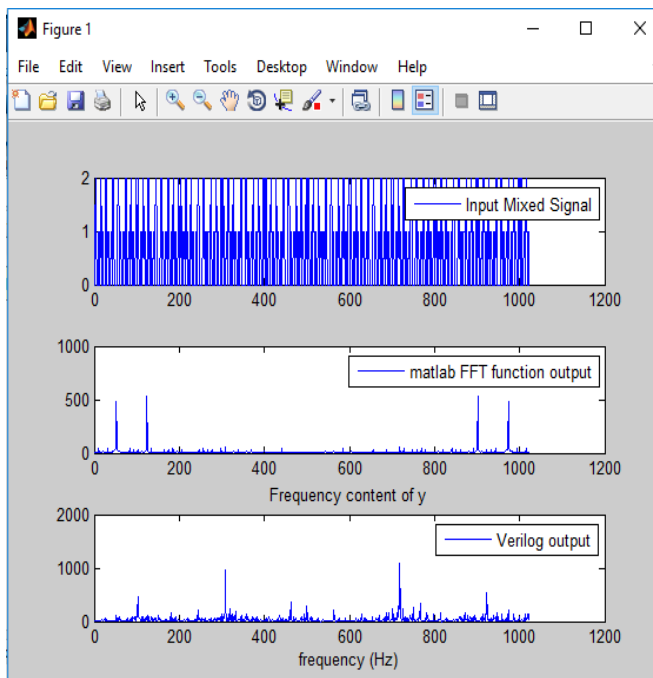 Figure 1
File Edit View Insert Tools Desktop Window Help
2
Input Mixed Signal
1
0
0 200 400 600 800 1000 1200
1000
matlab FFT function output
500
0
0 200 400 600 800 1000 1200
Frequency content of y
2000
Verilog output
1000
0
0 200 400 600 800 1000 1200
frequency (Hz)